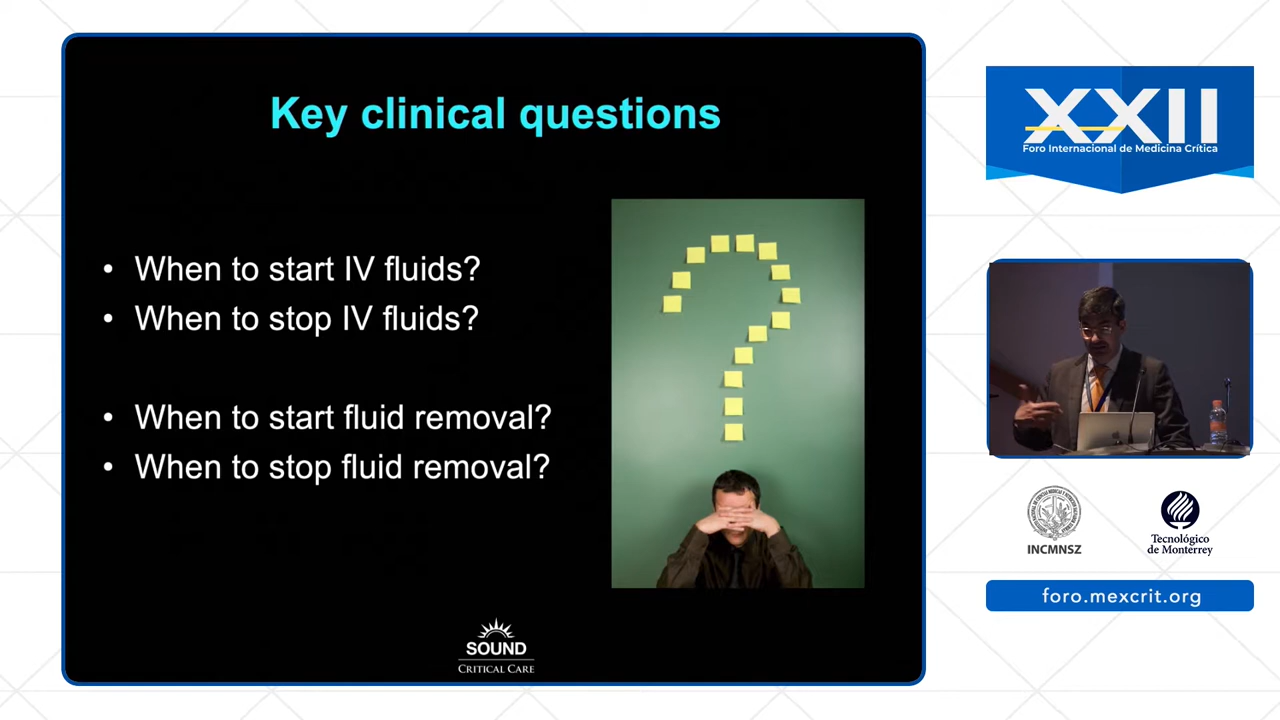 Key clinical questions
• When to start IV fluids?
• When to stop IV fluids?
• When to start fluid removal?
• When to stop fluid removal?
SOUND
CRITICAL CARE
XXII
Foro Internacional de Medicina Crítica
INCMNSZ
Tecnológico
de Monterrey
foro.mexcrit.org